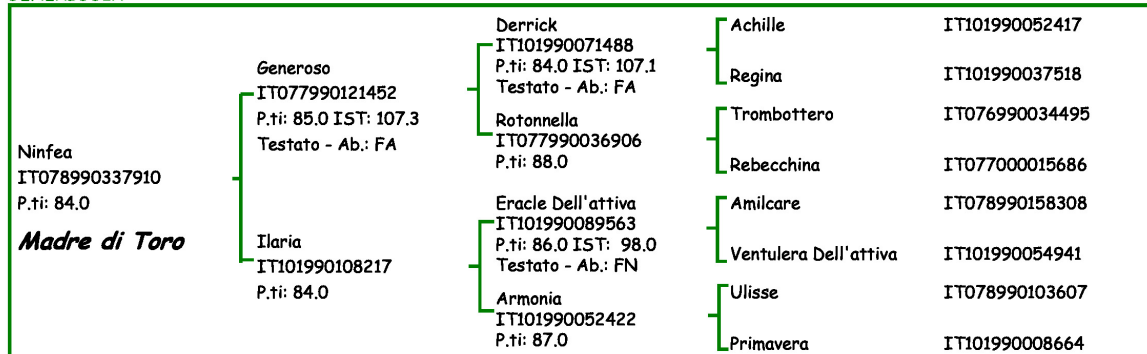 Ninfea
IT078990337910
P.ti: 84.0
Madre di Toro
Generoso
IT077990121452
P.ti: 85.0 IST: 107.3
Testato - Ab.: FA
Ilaria
IT101990108217
P.ti: 84.0
Derrick
IT101990071488
P.ti: 84.0 IST: 107.1
Testato - Ab.: FA
Rotonnella
IT077990036906
P.ti: 88.0
Eracle Dell'attiva
IT101990089563
P.ti: 86.0 IST: 98.0
Testato - Ab.: FN
Armonia
IT101990052422
P.ti: 87.0
Achille IT101990052417
Regina IT101990037518
Trombottero IT076990034495
Rebecchina IT077000015686
Amilcare IT078990158308
Ventulera Dell'attiva IT101990054941
Ulisse IT078990103607
Primavera IT101990008664